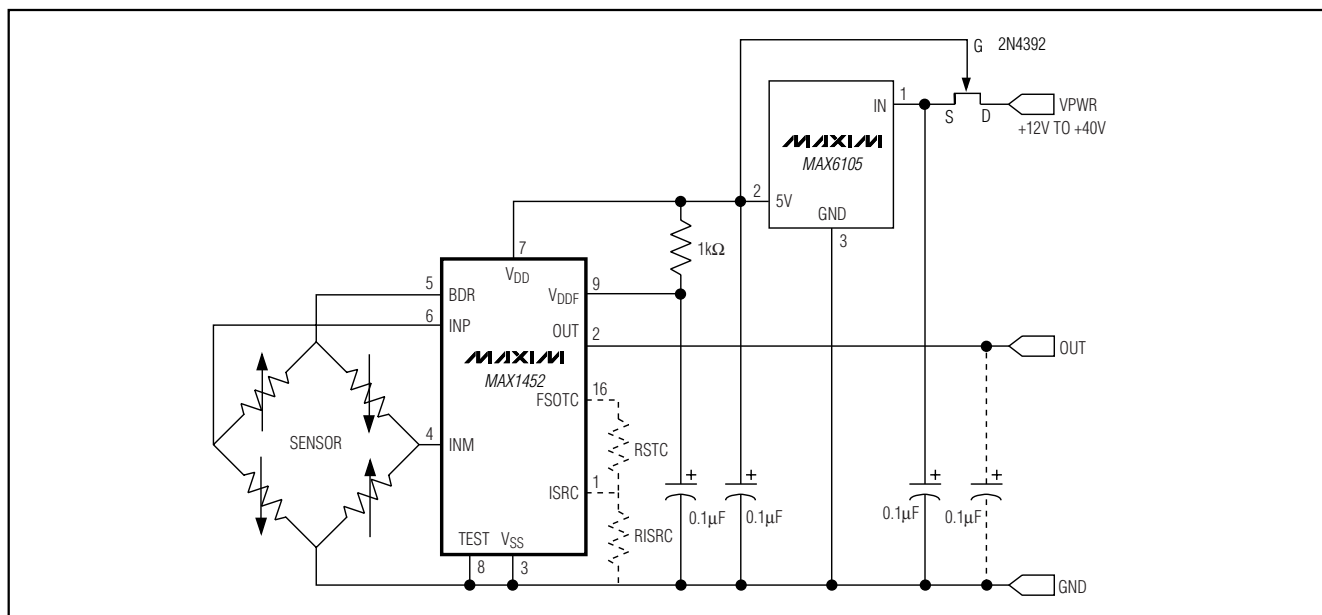 G 2N4392
1
IN
S D
VPWR
+12V TO +40V
MAXIM
MAX6105
2
5V
GND
3
1kΩ
7
VDD
5
BDR
VDDF
9
6
INP
OUT
2
OUT
MAXIM
MAX1452
FSOTC
16
SENSOR
4
INM
RSTC
ISRC
1
+
+
+
+
0.1μF
0.1μF
0.1μF
0.1μF
RISRC
TEST VSS
8
3
GND